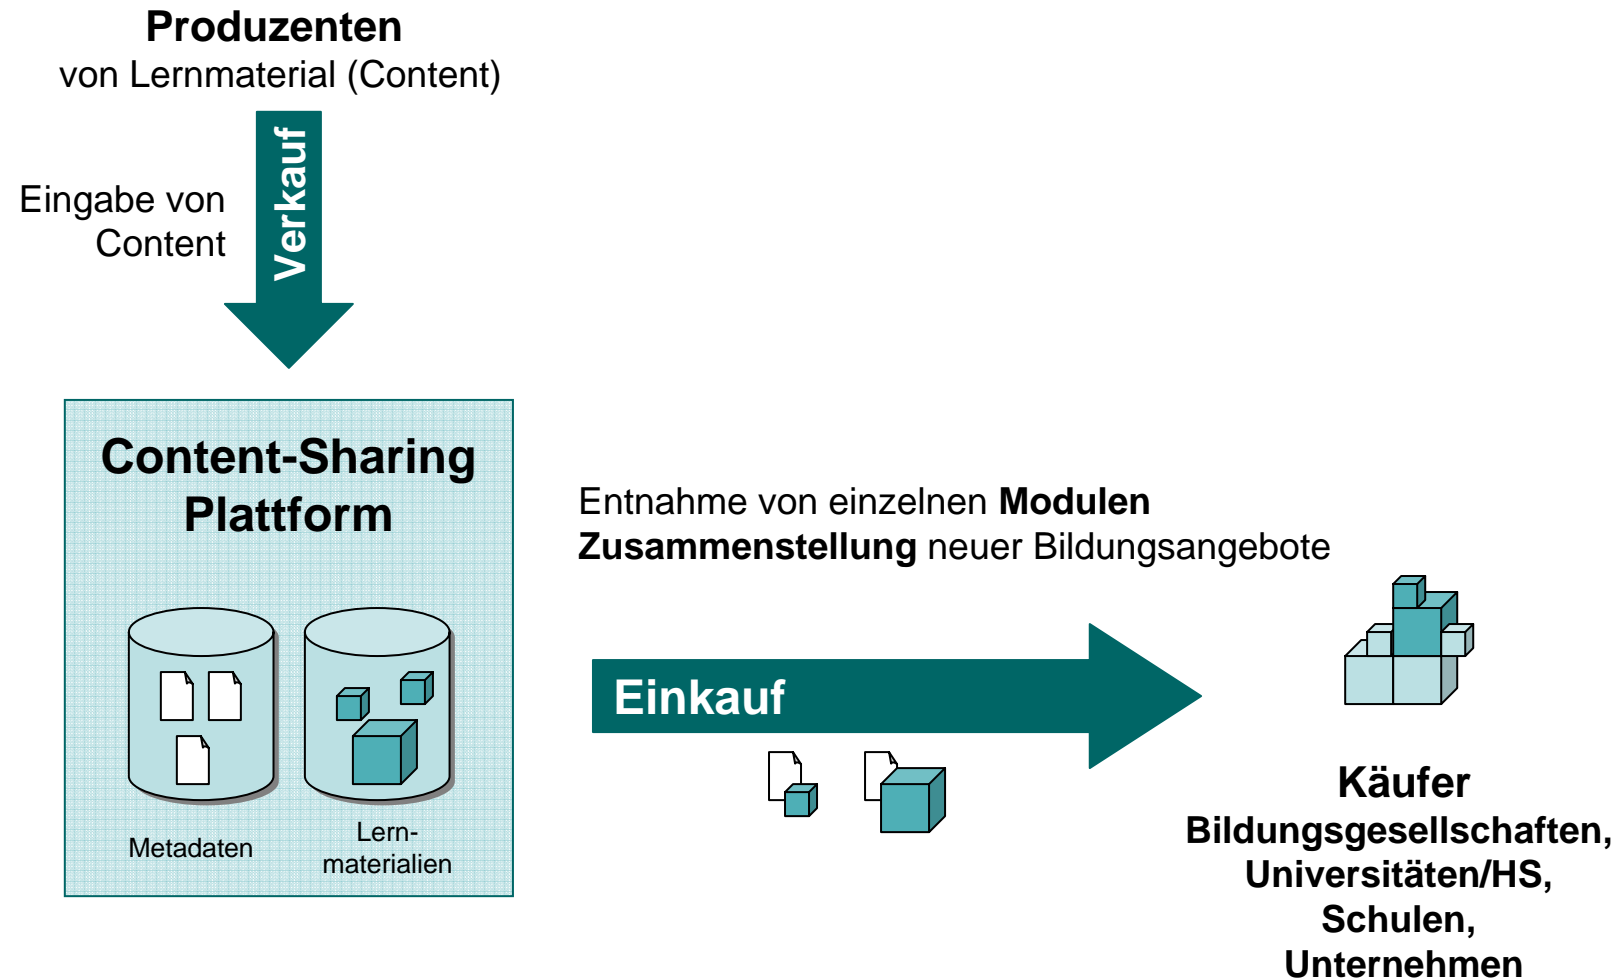 Produzenten
von Lernmaterial (Content)
Verkauf
Eingabe von
Content
Content-Sharing
Plattform
Metadaten
Lern-
materialien
Entnahme von einzelnen Modulen
Zusammenstellung neuer Bildungsangebote
Einkauf
Käufer
Bildungsgesellschaften,
Universitäten/HS,
Schulen,
Unternehmen